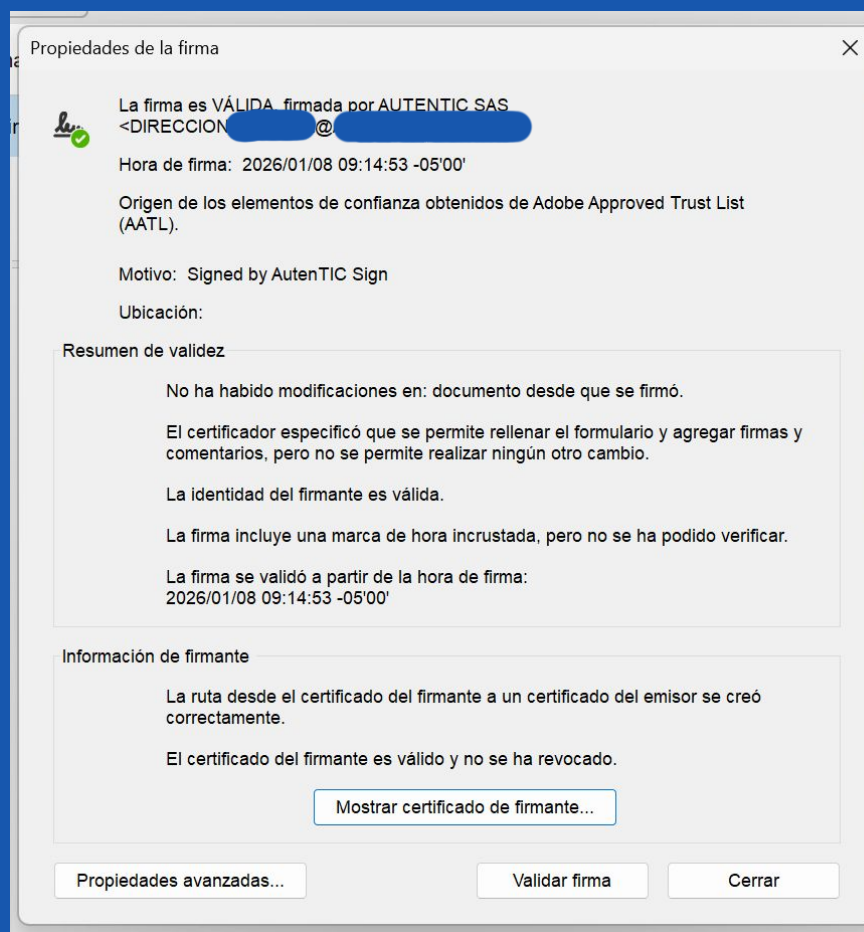 Propiedades de la firma
La firma es VÁLIDA, firmada por AUTENTIC SAS
<DIRECCION @
Hora de firma: 2026/01/08 09:14:53 -05'00'
Origen de los elementos de confianza obtenidos de Adobe Approved Trust List
(AATL).
Motivo: Signed by AutenTIC Sign
Ubicación:
Resumen de validez
No ha habido modificaciones en: documento desde que se firmó.
El certificador especificó que se permite rellenar el formulario y agregar firmas y
comentarios, pero no se permite realizar ningún otro cambio.
La identidad del firmante es válida.
La firma incluye una marca de hora incrustada, pero no se ha podido verificar.
La firma se validó a partir de la hora de firma:
2026/01/08 09:14:53 -05'00'
Información de firmante
La ruta desde el certificado del firmante a un certificado del emisor se creó
correctamente.
El certificado del firmante es válido y no se ha revocado.
Mostrar certificado de firmante...
Propiedades avanzadas...
Validar firma
Cerrar